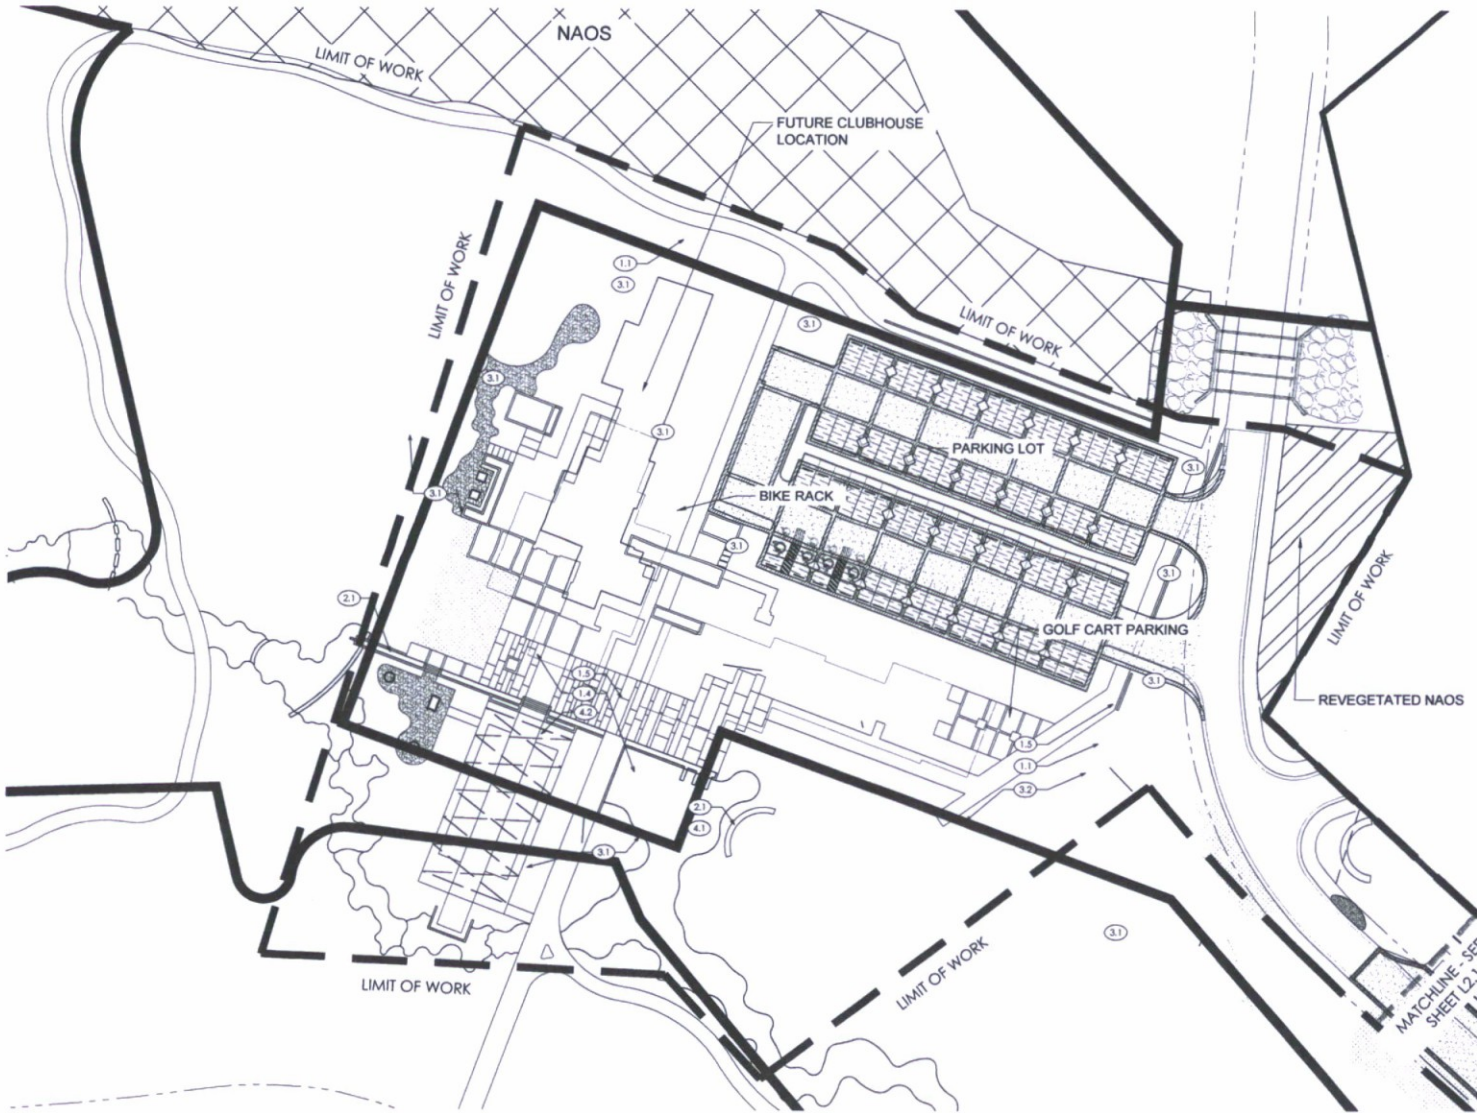 NAOS
LIMIT OF WORK
FUTURE CLUBHOUSE
LOCATION
LIMIT OF WORK
1.1
3.1
3.1
LIMIT OF WORK
3.1
3.1
PARKING LOT
3.1
3.1
BIKE RACK
3.1
3.1
LIMIT OF WORK
2.1
GOLF CART PARKING
1.5
1.4
4.2
3.1
REVEGETATED NAOS
1.5
1.1
3.2
2.1
4.1
3.1
3.1
LIMIT OF WORK
LIMIT OF WORK
MATCHLINE - SEE
SHEET L2.